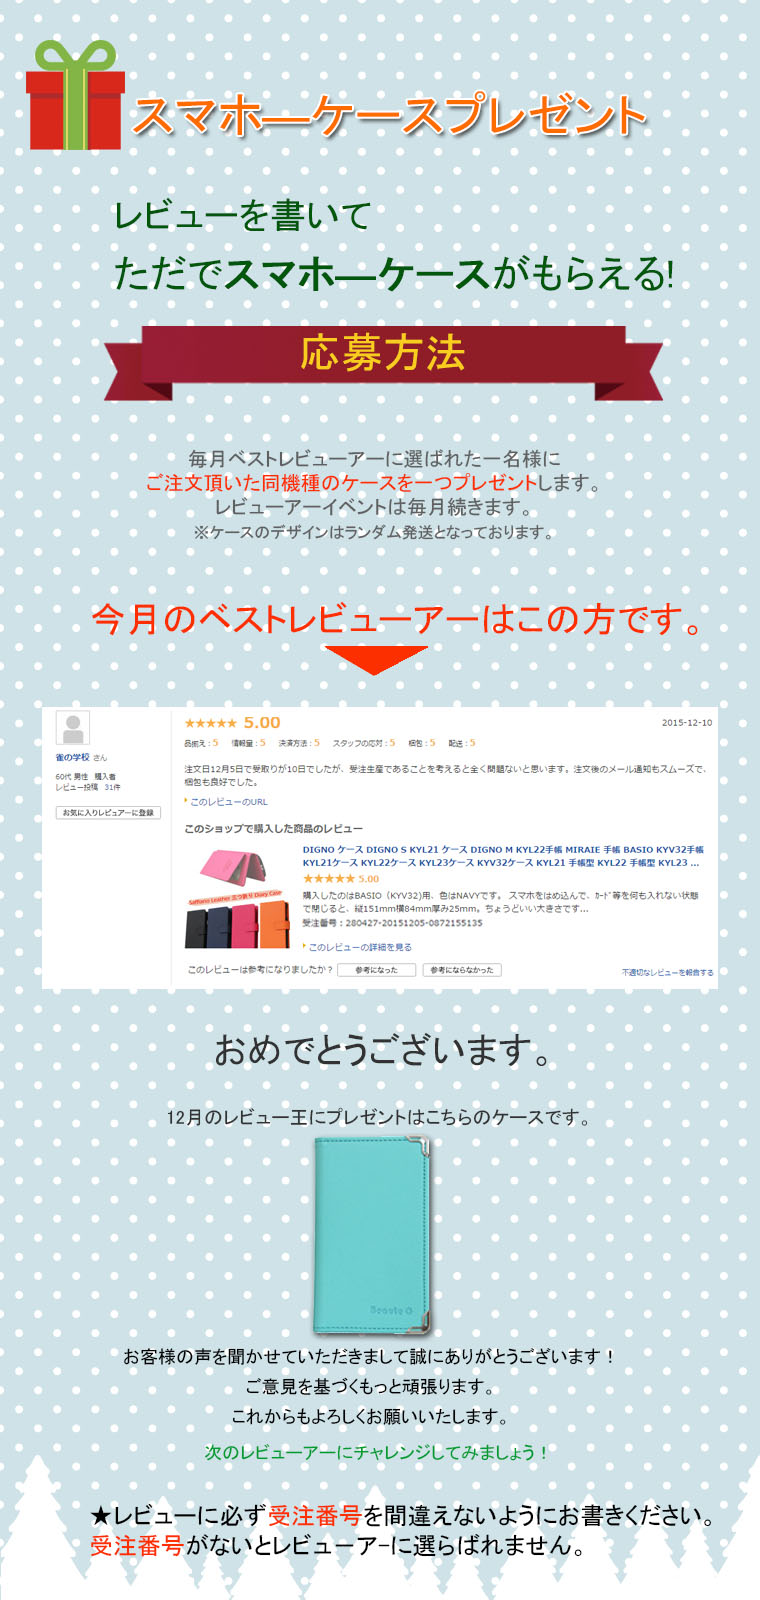 スマホ―ケースプレゼント
レビューを書いて
ただでスマホ―ケースがもらえる!
応募方法
毎月ベストレビューアーに選ばれた一名様に
ご注文頂いた同機種のケースを一つプレゼントします。
レビューアーイベントは毎月続きます。
※ケースのデザインはランダム発送となっております。
今月のベストレビューアーはこの方です。
★★★★★ 5.00
2015-12-10
品揃え：5 情報量：5 決済方法：5 スタッフの応対：5 梱包：5 配送：5
雀の学校 さん
60代 男性 購入者
レビュー投稿 31件
お気に入りレビュアーに登録
注文日12月5日で受取りが10日でしたが、受注生産であることを考えると全く問題ないと思います。注文後のメール通知もスムーズで、
梱包も良好でした。
このレビューのURL
このショップで購入した商品のレビュー
Saffiano Leather 三つ折り Diary Case
DIGNO ケース DIGNO S KYL21 ケース DIGNO M KYL22手帳 MIRAIE 手帳 BASIO KYV32手帳
KYL21ケース KYL22ケース KYL23ケース KYV32ケース KYL21 手帳型 KYL22 手帳型 KYL23 ...
★★★★★ 5.00
購入したのはBASIO（KYV32)用、色はNAVYです。 スマホをはめ込んで、ｶｰﾄﾞ等を何も入れない状態
で閉じると、縦151mm横84mm厚み25mm。ちょうどいい大きさです...
受注番号：280427-20151205-0872155135
このレビューの詳細を見る
このレビューは参考になりましたか？ 参考になった 参考にならなかった
不適切なレビューを報告する
おめでとうございます。
12月のレビュー王にプレゼントはこちらのケースです。
お客様の声を聞かせていただきまして誠にありがとうございます！
ご意見を基づくもっと頑張ります。
これからもよろしくお願いいたします。
次のレビューアーにチャレンジしてみましょう！
★レビューに必ず受注番号を間違えないようにお書きください。
受注番号がないとレビューアｰに選らばれません。